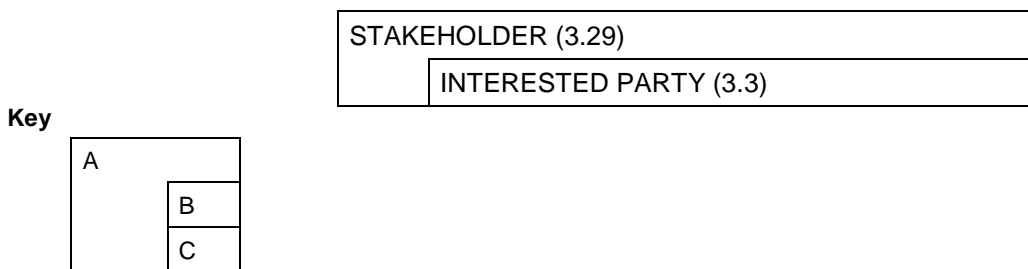 STAKEHOLDER (3.29)
INTERESTED PARTY (3.3)
Key
A
B
C